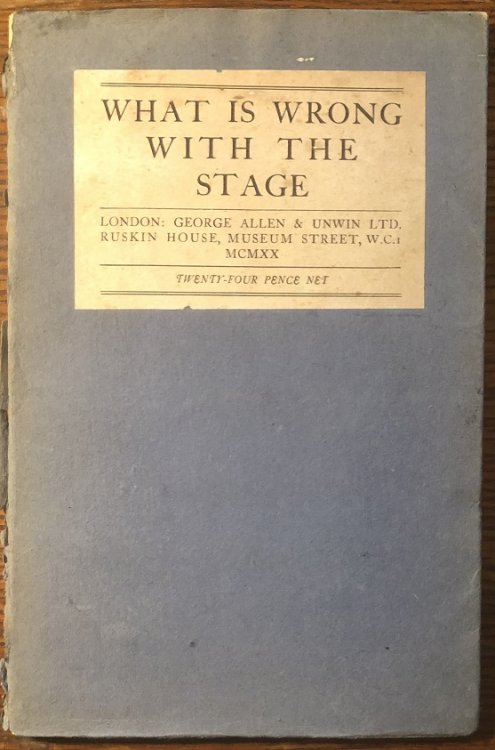 WHAT IS WRONG
WITH THE
STAGE
LONDON: GEORGE ALLEN & UNWIN LTD.
RUSKIN HOUSE, MUSEUM STREET, W.C.1
MCMXX
TWENTY-FOUR PENCE NET